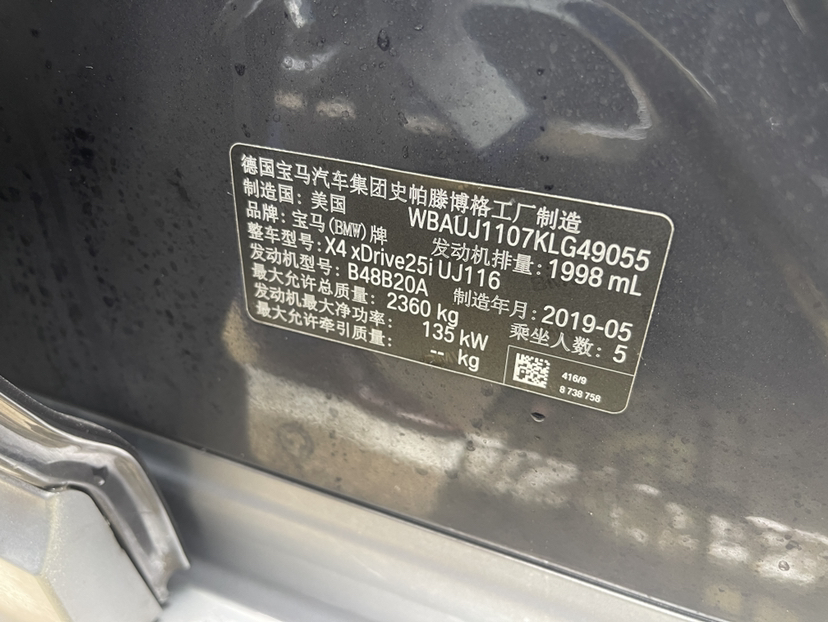 德国宝马汽车集团史帕滕博格工厂制造
制造国：美国 WBAUJ1107KLG49055
品牌：宝马(BMW)牌 发动机排量：1998 mL
整车型号：X4 xDrive25i UJ116
发动机型号：B48B20A 制造年月：2019-05
最大允许总质量：2360 kg 乘坐人数：5
发动机最大净功率：135 kW
最大允许牵引质量：-- kg
416/9
8 738 758